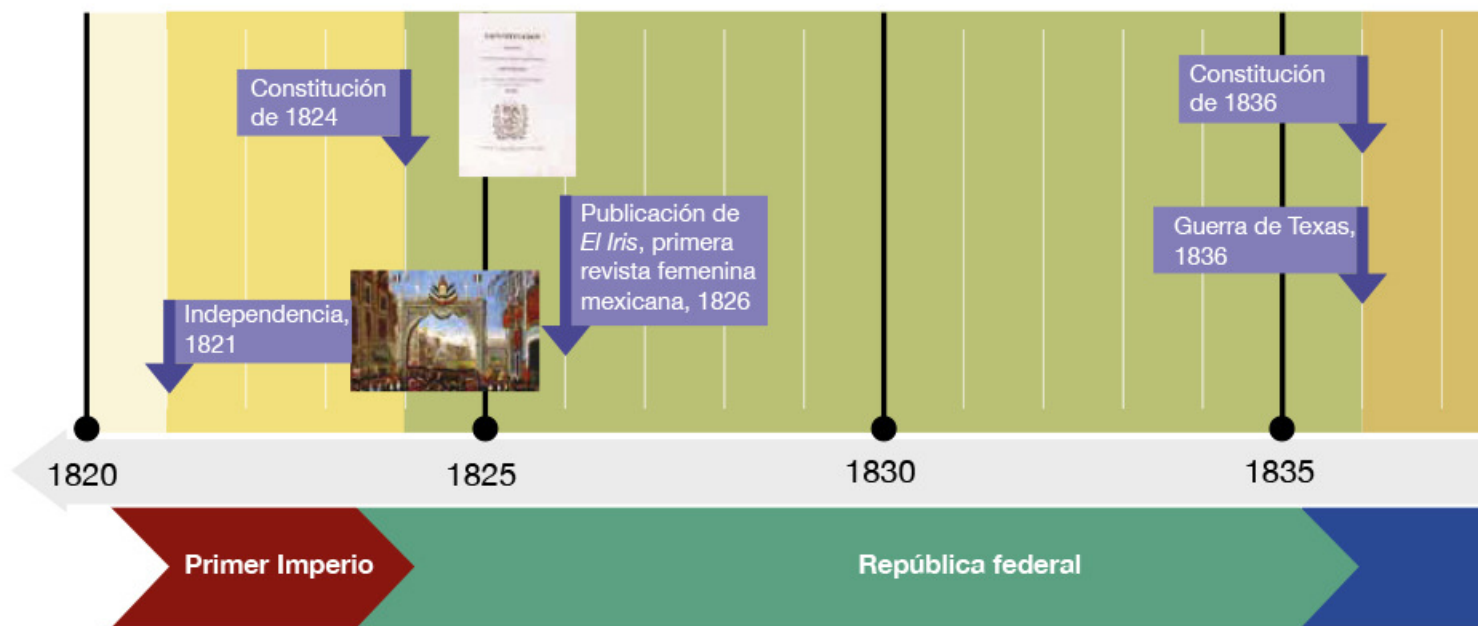 Constitución
de 1824
Constitución
de 1836
Publicación de
El Iris, primera
revista femenina
mexicana, 1826
Guerra de Texas,
1836
Independencia,
1821
1820
1825
1830
1835
Primer Imperio
República federal